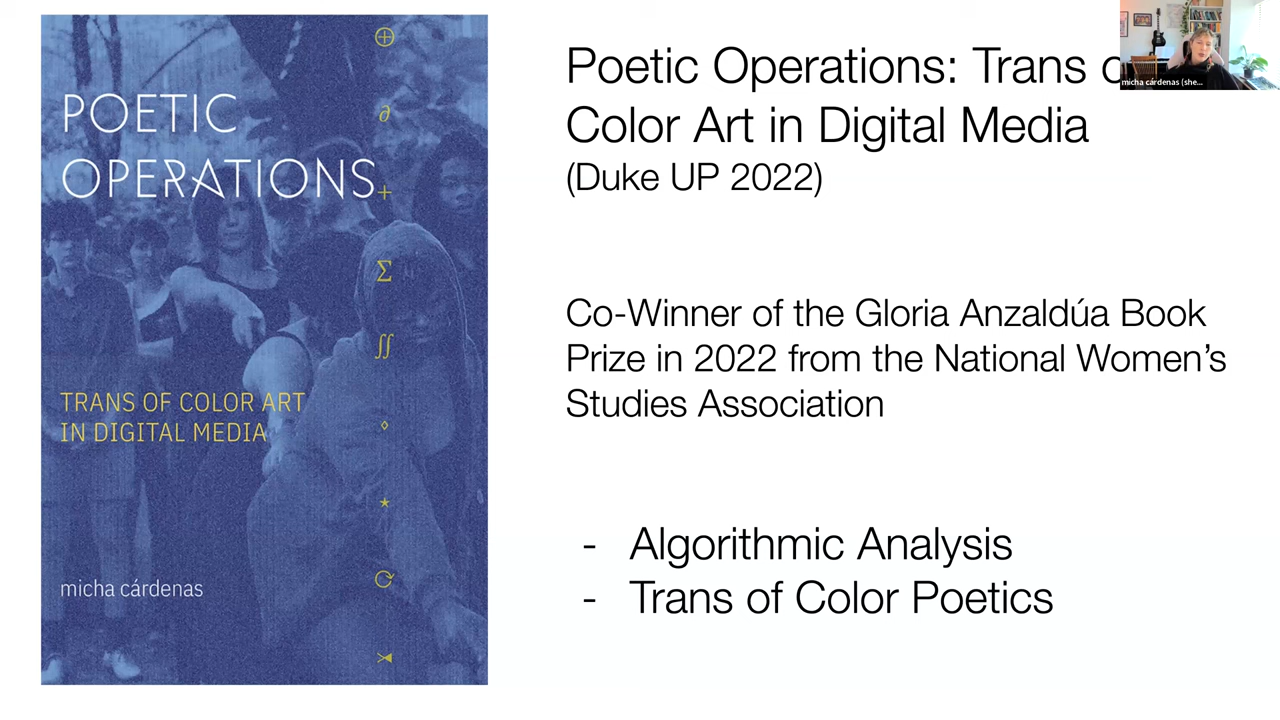 POETIC
OPERATIONS
TRANS OF COLOR ART
IN DIGITAL MEDIA
micha cárdenas
Poetic Operations: Trans
Color Art in Digital Media
(Duke UP 2022)
Co-Winner of the Gloria Anzaldúa Book
Prize in 2022 from the National Women’s
Studies Association
- Algorithmic Analysis
- Trans of Color Poetics
micha cárdenas (she...